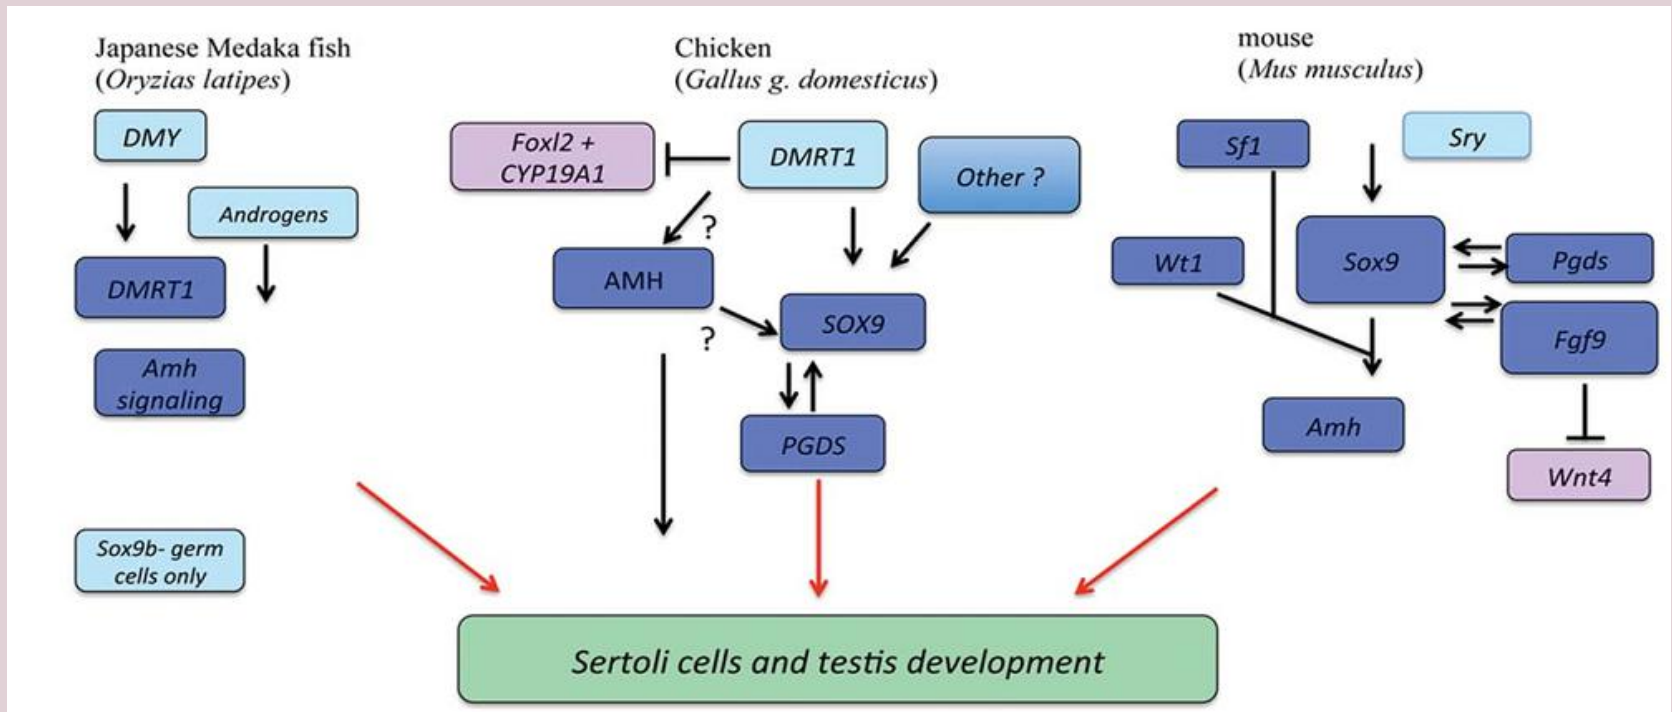 Japanese Medaka fish
(Oryzias latipes)
DMY
Androgens
DMRT1
Amh
signaling
Sox9b- germ
cells only
Chicken
(Gallus g. domesticus)
Foxl2 +
CYP19A1
DMRT1
Other ?
?
AMH
SOX9
?
PGDS
mouse
(Mus musculus)
Sf1
Sry
Wt1
Sox9
Pgds
Fgf9
Amh
Wnt4
Sertoli cells and testis development